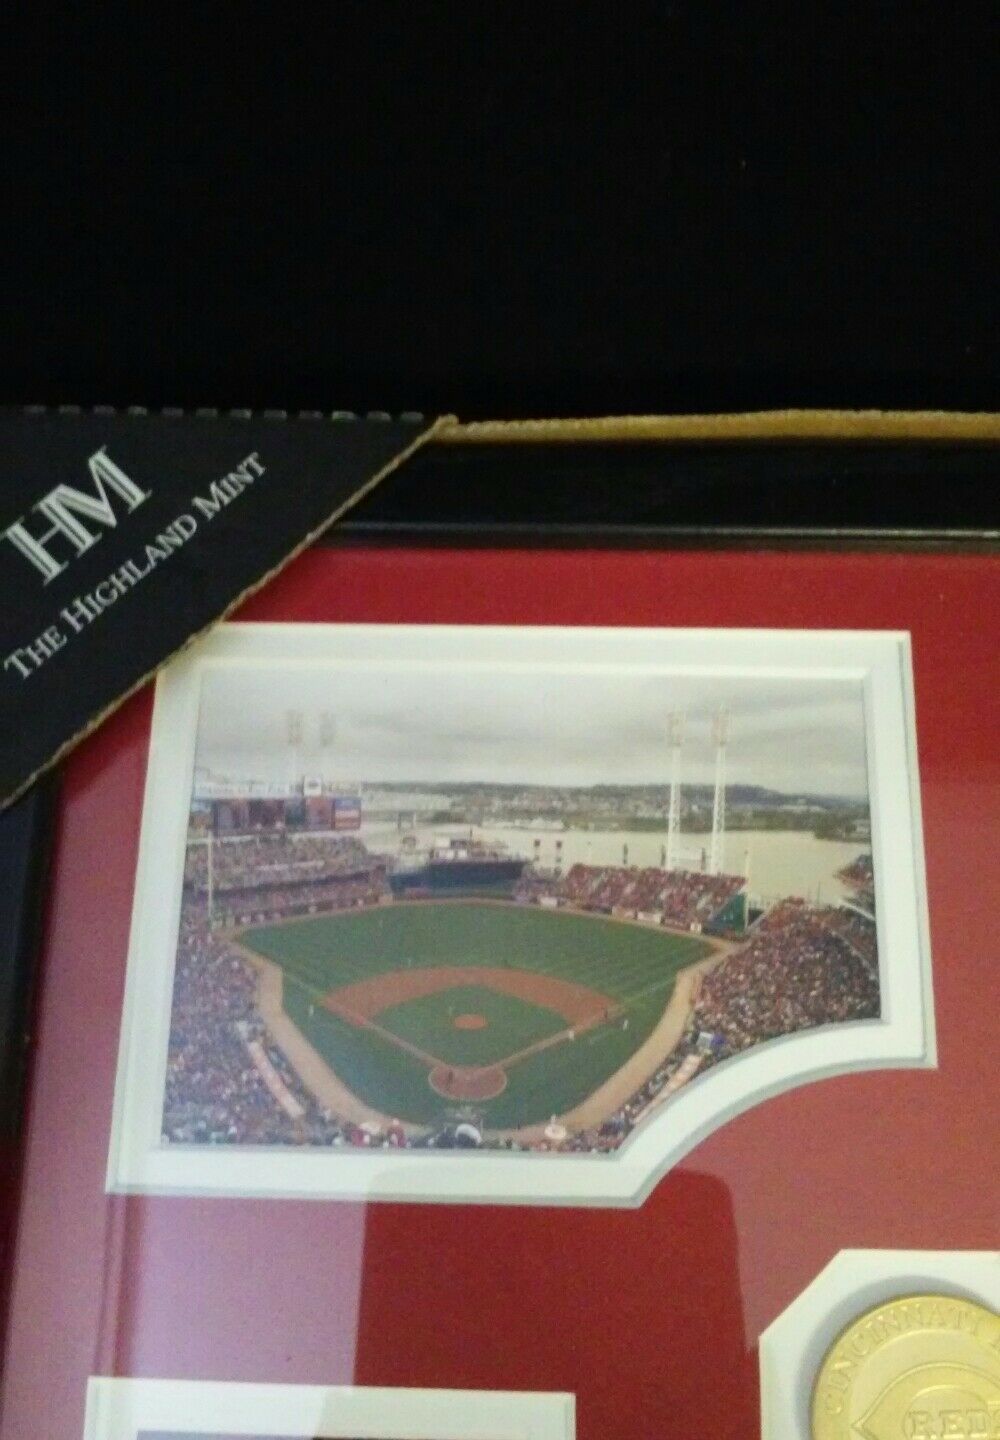 HM
THE HIGHLAND MINT
CINCINNATI
REDS